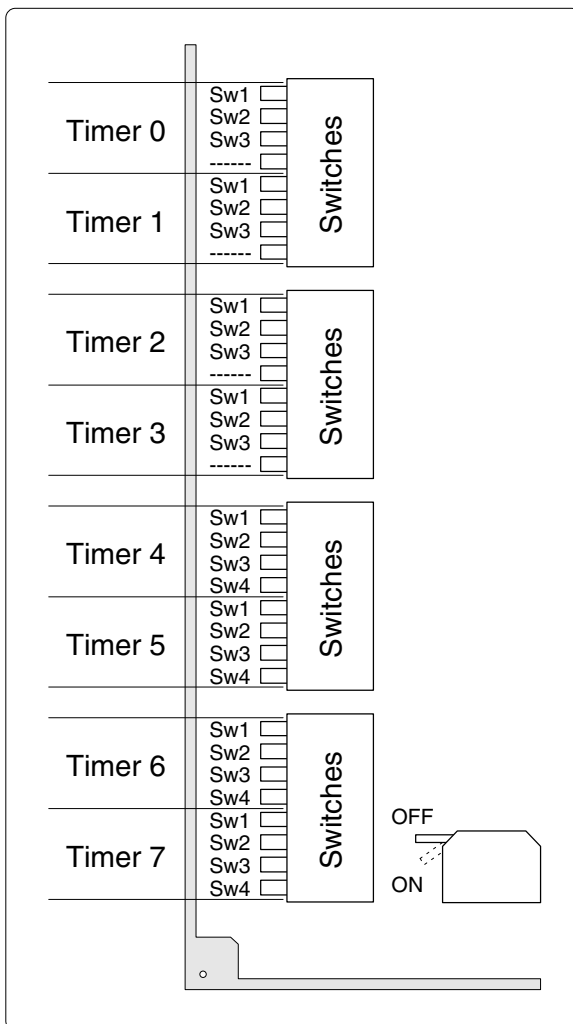 Timer 0
Sw1
Sw2
Sw3
------
Timer 1
Sw1
Sw2
Sw3
------
Switches
Timer 2
Sw1
Sw2
Sw3
------
Timer 3
Sw1
Sw2
Sw3
------
Switches
Timer 4
Sw1
Sw2
Sw3
Sw4
Timer 5
Sw1
Sw2
Sw3
Sw4
Switches
Timer 6
Sw1
Sw2
Sw3
Sw4
Timer 7
Sw1
Sw2
Sw3
Sw4
Switches
OFF
ON